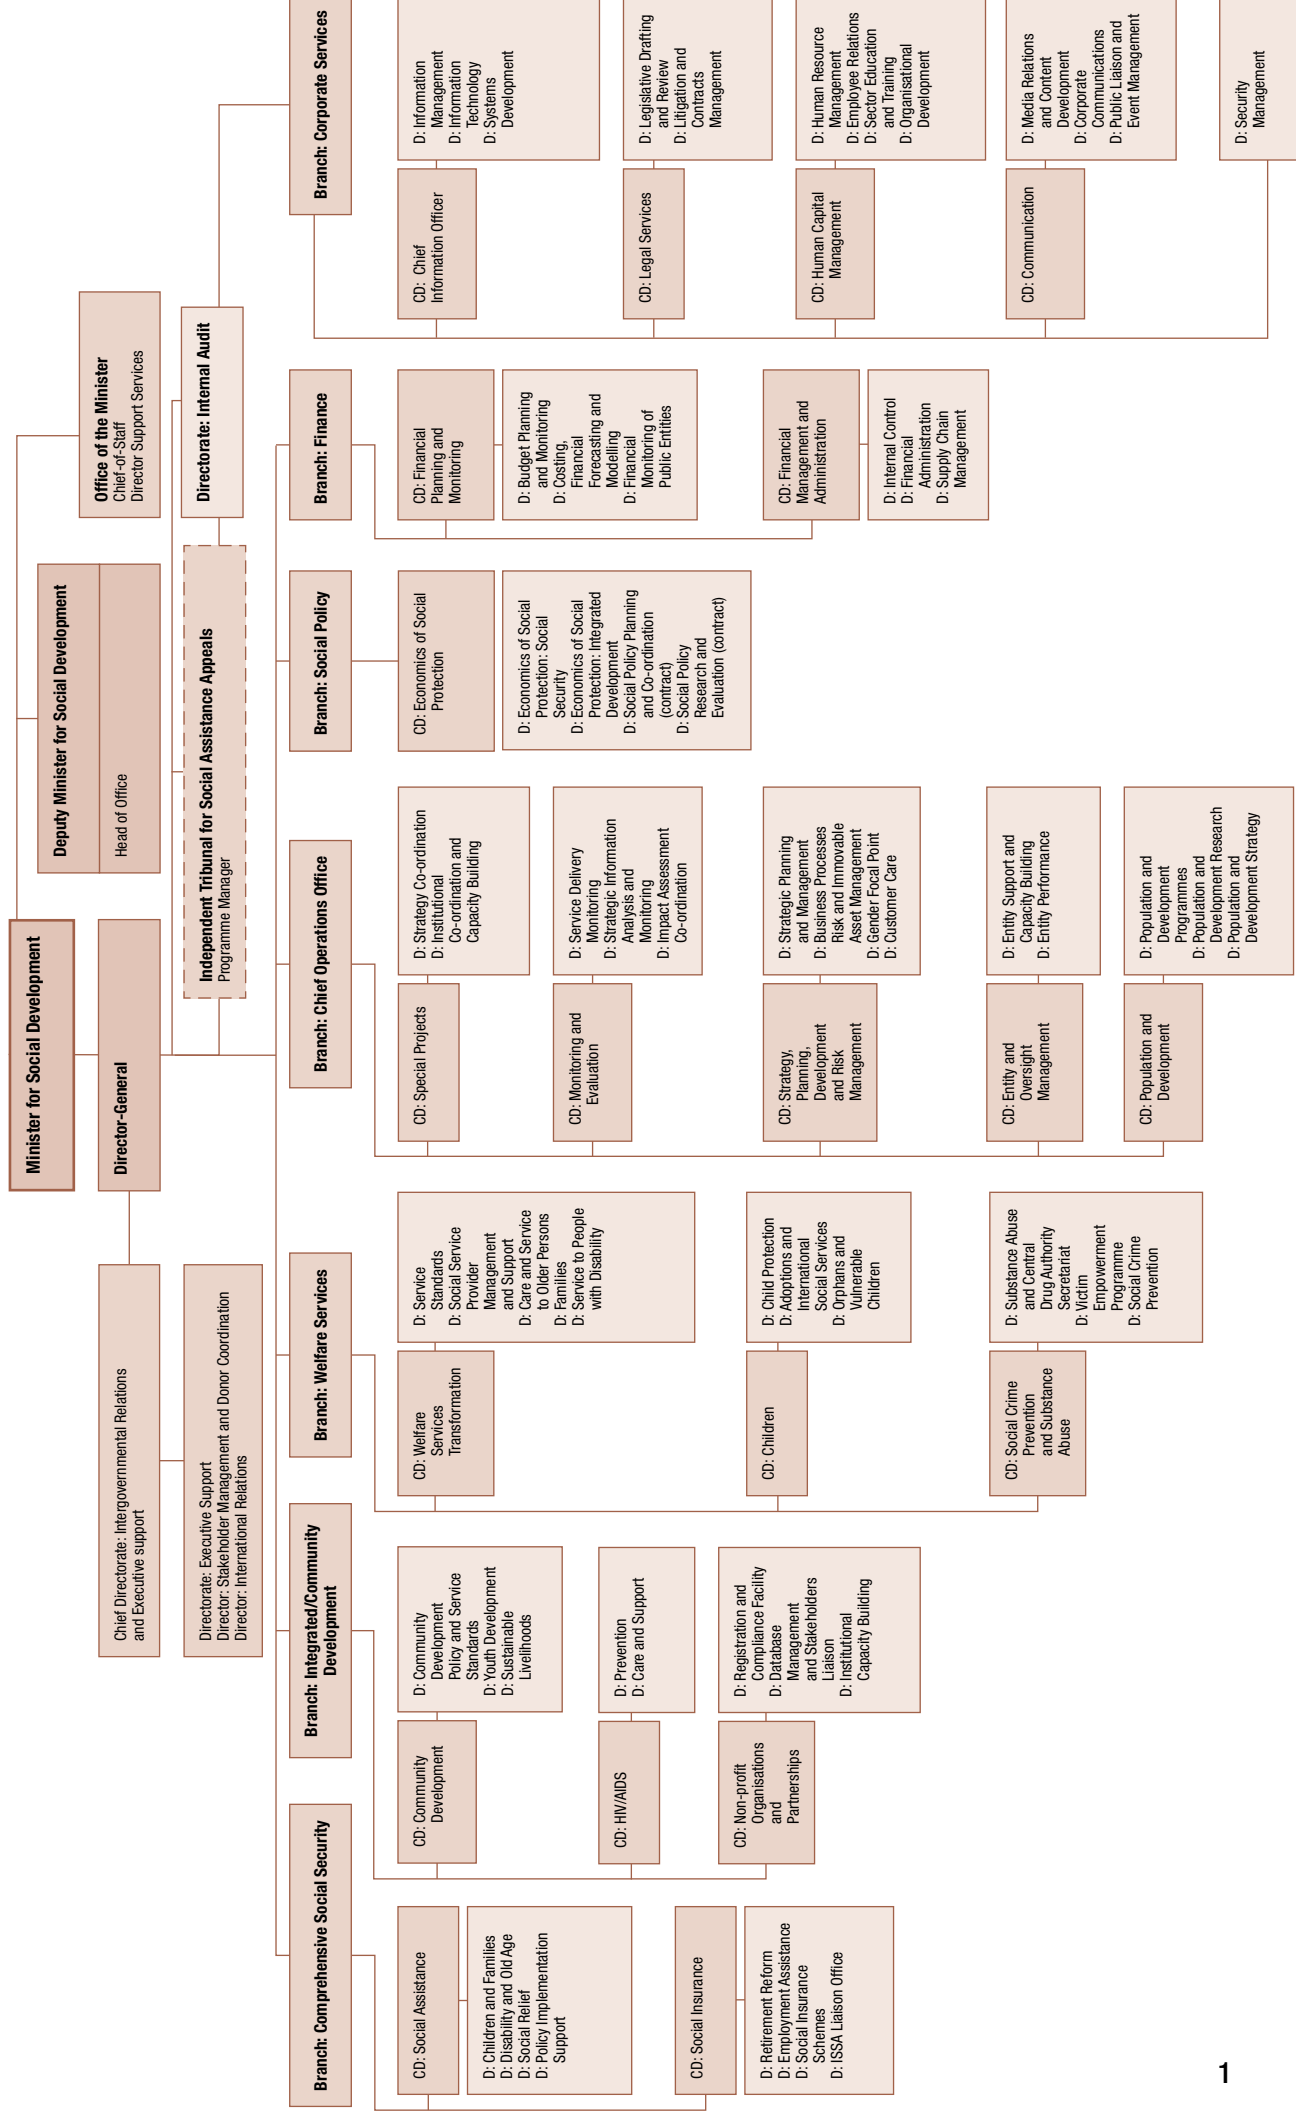 Minister for Social Development
Deputy Minister for Social Development
Head of Office
Office of the Minister
Chief-of-Staff
Director Support Services
Director-General
Chief Directorate: Intergovernmental Relations
and Executive support
Directorate: Executive Support
Director: Stakeholder Management and Donor Coordination
Director: International Relations
Independent Tribunal for Social Assistance Appeals
Programme Manager
Directorate: Internal Audit
Branch: Comprehensive Social Security
CD: Social Assistance
D: Children and Families
D: Disability and Old Age
D: Social Relief
D: Policy Implementation
Support
CD: Social Insurance
D: Retirement Reform
D: Employment Assistance
D: Social Insurance
Schemes
D: ISSA Liaison Office
Branch: Integrated/Community
Development
CD: Community
Development
D: Community
Development
Policy and Service
Standards
D: Youth Development
D: Sustainable
Livelihoods
CD: HIV/AIDS
D: Prevention
D: Care and Support
CD: Non-profit
Organisations
and
Partnerships
D: Registration and
Compliance Facility
D: Database
Management
and Stakeholders
Liaison
D: Institutional
Capacity Building
Branch: Welfare Services
CD: Welfare
Services
Transformation
D: Service
Standards
D: Social Service
Provider
Management
and Support
D: Care and Service
to Older Persons
D: Families
D: Service to People
with Disability
CD: Children
D: Child Protection
D: Adoptions and
International
Social Services
D: Orphans and
Vulnerable
Children
CD: Social Crime
Prevention
and Substance
Abuse
D: Substance Abuse
and Central
Drug Authority
Secretariat
D: Victim
Empowerment
Programme
D: Social Crime
Prevention
Branch: Chief Operations Office
CD: Special Projects
D: Strategy Co-ordination
D: Institutional
Co-ordination and
Capacity Building
CD: Monitoring and
Evaluation
D: Service Delivery
Monitoring
D: Strategic Information
Analysis and
Monitoring
D: Impact Assessment
Co-ordination
CD: Strategy,
Planning,
Development
and Risk
Management
D: Strategic Planning
and Management
D: Business Processes
Risk and Immovable
Asset Management
D: Gender Focal Point
D: Customer Care
CD: Entity and
Oversight
Management
D: Entity Support and
Capacity Building
D: Entity Performance
CD: Population and
Development
D: Population and
Development
Programmes
D: Population and
Development Research
D: Population and
Development Strategy
Branch: Social Policy
CD: Economics of Social
Protection
D: Economics of Social
Protection: Social
Security
D: Economics of Social
Protection: Integrated
Development
D: Social Policy Planning
and Co-ordination
(contract)
D: Social Policy
Research and
Evaluation (contract)
Branch: Finance
CD: Financial
Planning and
Monitoring
D: Budget Planning
and Monitoring
D: Costing,
Financial
Forecasting and
Modelling
D: Financial
Monitoring of
Public Entities
CD: Financial
Management and
Administration
D: Internal Control
D: Financial
Administration
D: Supply Chain
Management
Branch: Corporate Services
CD: Chief
Information Officer
D: Information
Management
D: Information
Technology
D: Systems
Development
CD: Legal Services
D: Legislative Drafting
and Review
D: Litigation and
Contracts
Management
CD: Human Capital
Management
D: Human Resource
Management
D: Employee Relations
D: Sector Education
and Training
D: Organisational
Development
CD: Communication
D: Media Relations
and Content
Development
D: Corporate
Communications
D: Public Liaison and
Event Management
D: Security
Management
1